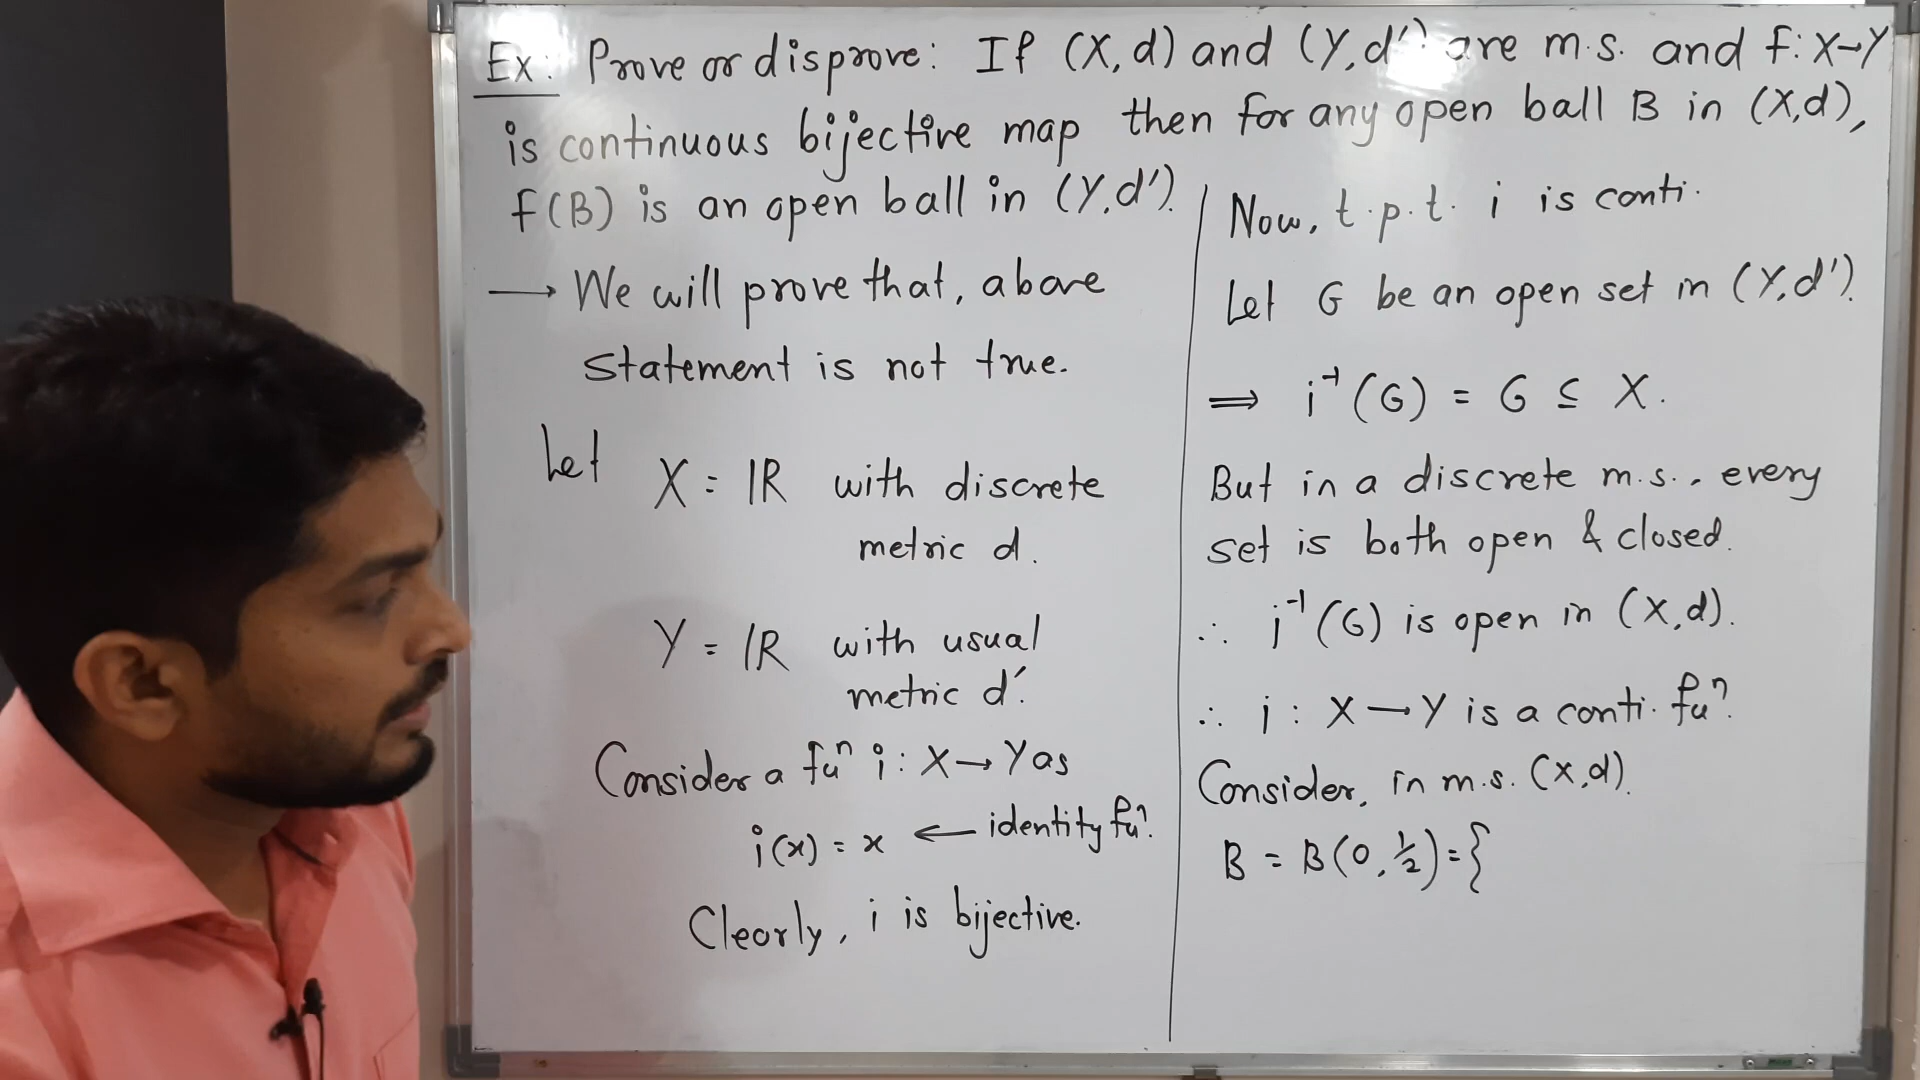 Ex: Prove or disprove: If (X,d) and (Y,d') are m.s. and f: X→Y
is continuous bijective map then for any open ball B in (X,d),
f(B) is an open ball in (Y,d').
→ We will prove that, above
statement is not true.
Let X = ℝ with discrete
metric d.
Y = ℝ with usual
metric d'.
Consider a fuⁿ i : X → Y as
i(x) = x ← identity fuⁿ.
Clearly, i is bijective.
Now, t.p.t. i is conti.
Let G be an open set in (Y,d').
⇒ i⁻¹(G) = G ⊆ X.
But in a discrete m.s., every
set is both open & closed.
∴ i⁻¹(G) is open in (X,d).
∴ i : X → Y is a conti. fuⁿ.
Consider, in m.s. (X,d).
B = B(0, 1/2) = {